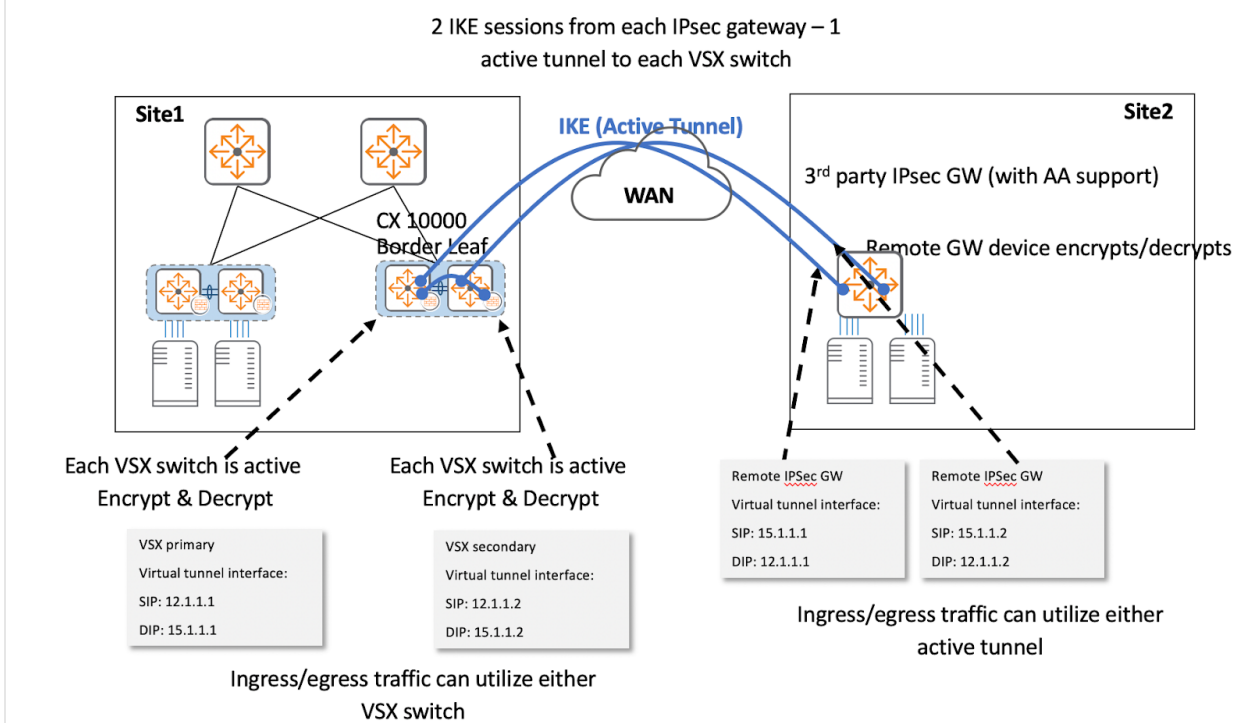 2 IKE sessions from each IPsec gateway – 1
active tunnel to each VSX switch
Site1
Site2
IKE (Active Tunnel)
WAN
3rd party IPsec GW (with AA support)
CX 10000
Border Leaf
Remote GW device encrypts/decrypts
Each VSX switch is active
Encrypt & Decrypt
Each VSX switch is active
Encrypt & Decrypt
Remote IPSec GW
Virtual tunnel interface:
SIP: 15.1.1.1
DIP: 12.1.1.1
Remote IPSec GW
Virtual tunnel interface:
SIP: 15.1.1.2
DIP: 12.1.1.2
VSX primary
Virtual tunnel interface:
SIP: 12.1.1.1
DIP: 15.1.1.1
VSX secondary
Virtual tunnel interface:
SIP: 12.1.1.2
DIP: 15.1.1.2
Ingress/egress traffic can utilize either
active tunnel
Ingress/egress traffic can utilize either
VSX switch